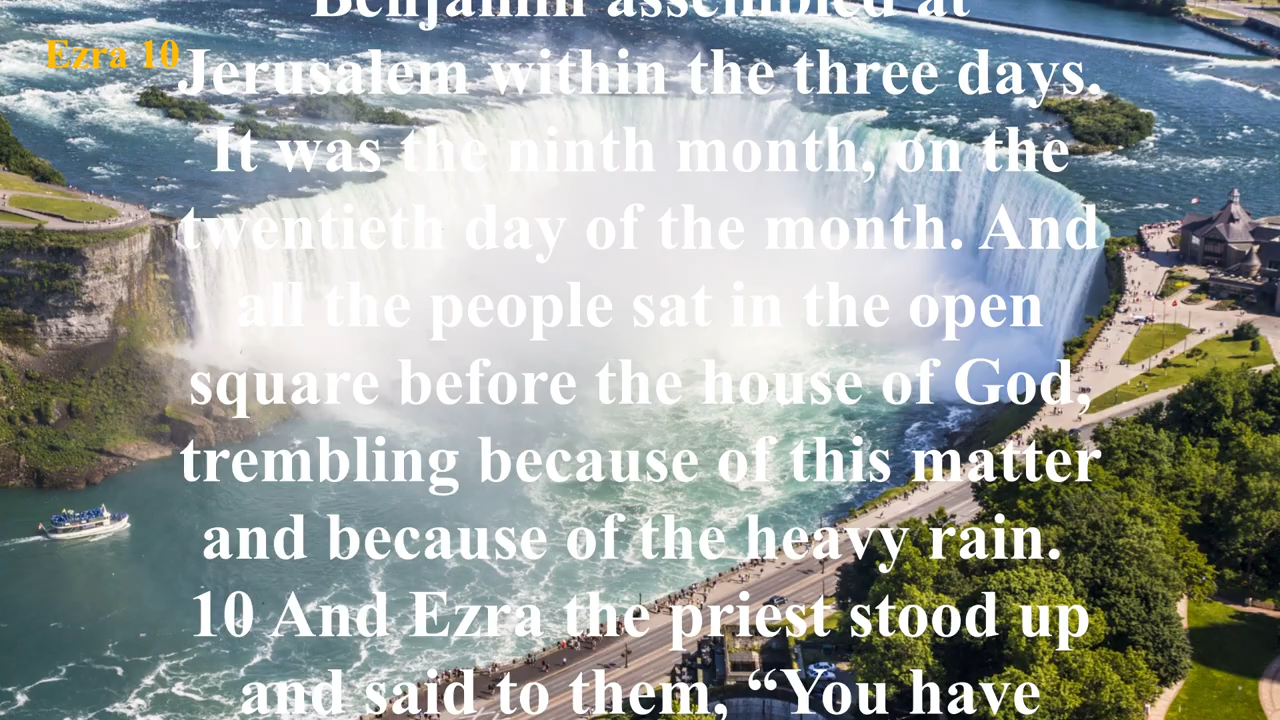 Benjamin assembled at
Ezra 10
Jerusalem within the three days.
It was the ninth month, on the
twentieth day of the month. And
all the people sat in the open
square before the house of God,
trembling because of this matter
and because of the heavy rain.
10 And Ezra the priest stood up
and said to them, “You have